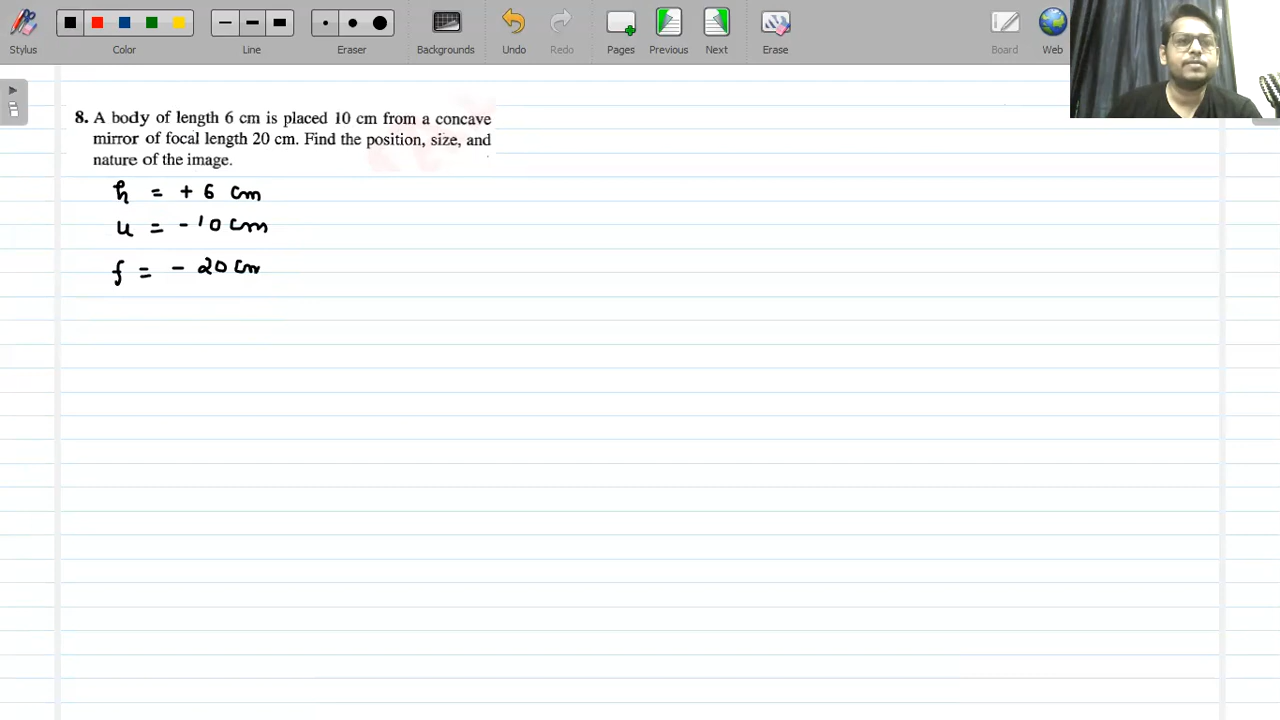 Stylus
Color
Line
Eraser
Backgrounds
Undo
Redo
Pages
Previous
Next
Erase
Board
Web
8. A body of length 6 cm is placed 10 cm from a concave
mirror of focal length 20 cm. Find the position, size, and
nature of the image.
h = + 6 cm
u = - 10 cm
f = - 20 cm